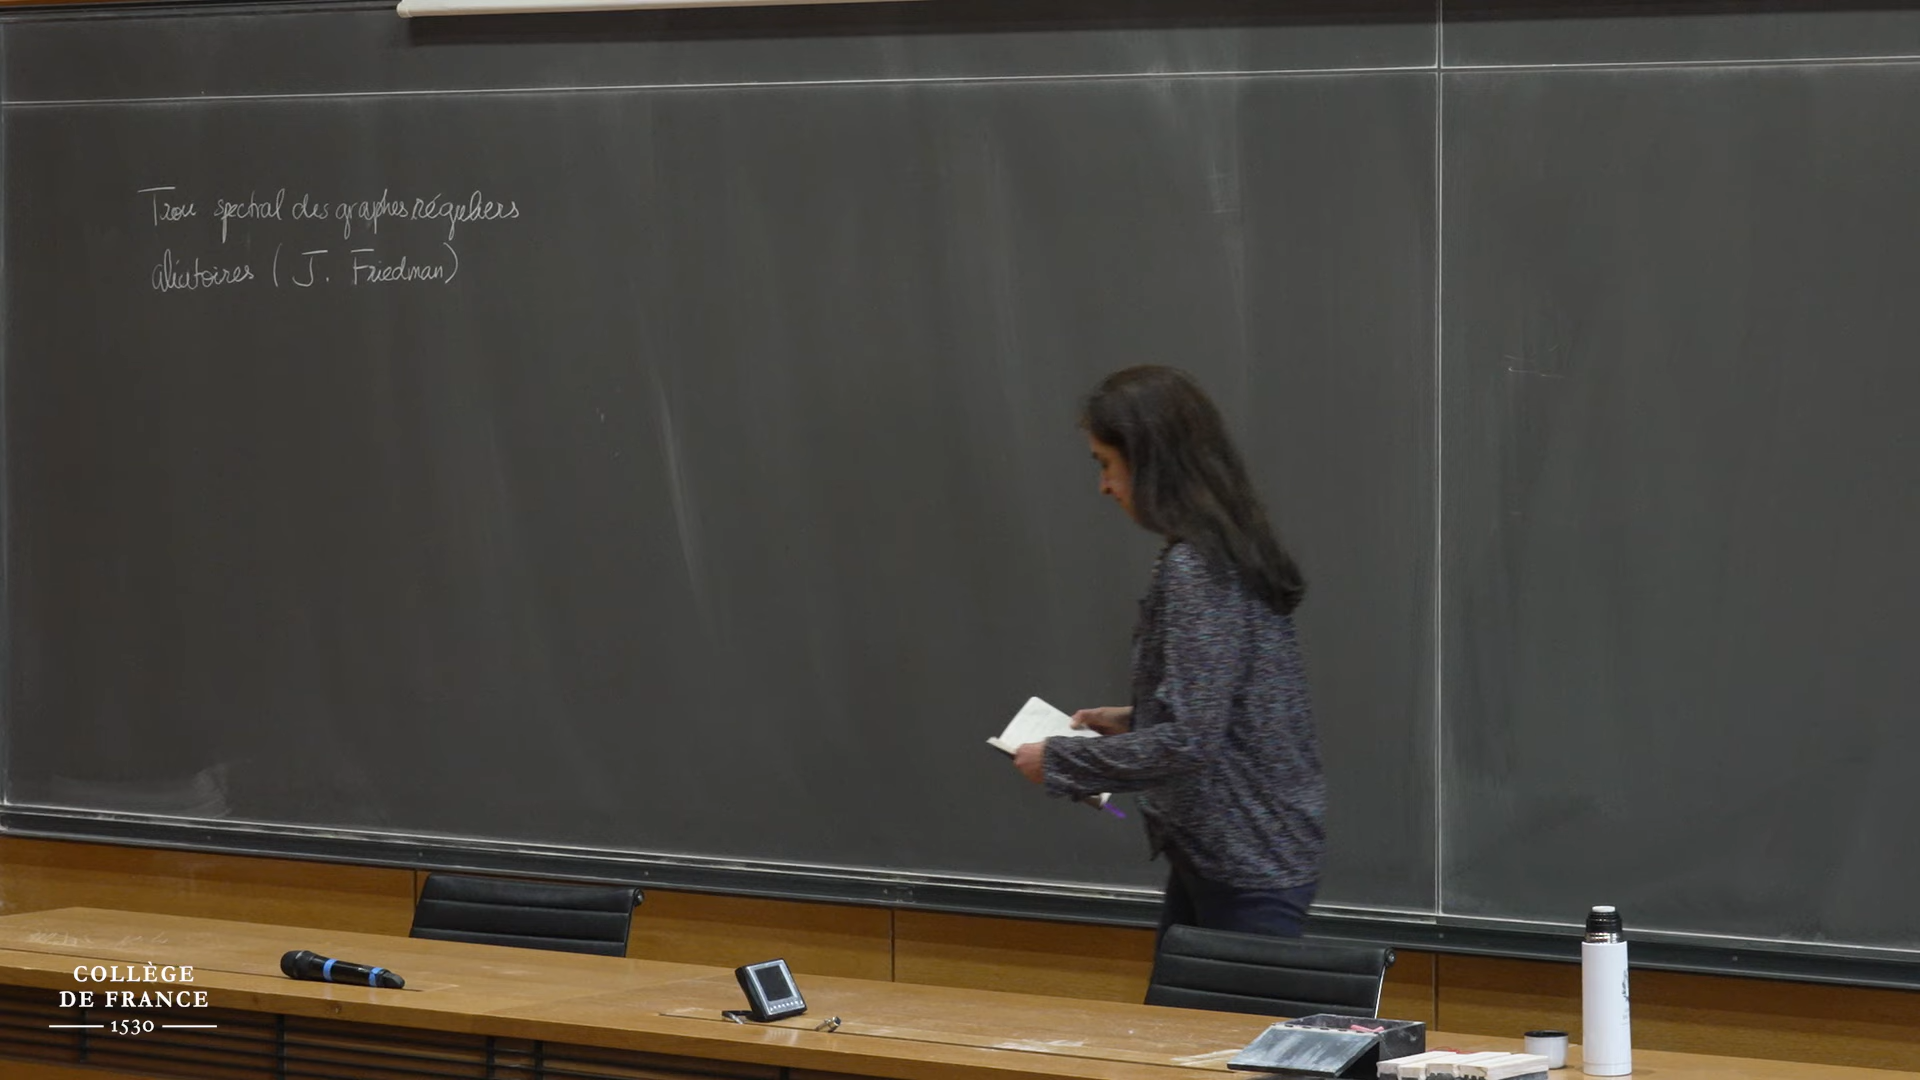 Trou spectral des graphes réguliers
aléatoires (J. Friedman)
COLLÈGE
DE FRANCE
1530